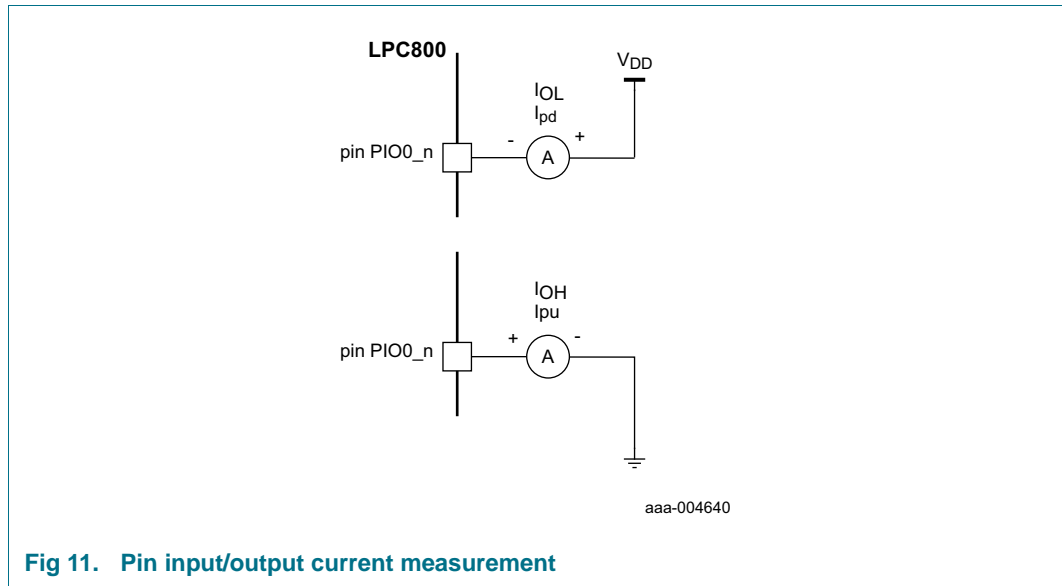 LPC800
VDD
IOL
Ipd
- +
pin PIO0_n
A
IOH
Ipu
+ -
pin PIO0_n
A
aaa-004640
Fig 11. Pin input/output current measurement